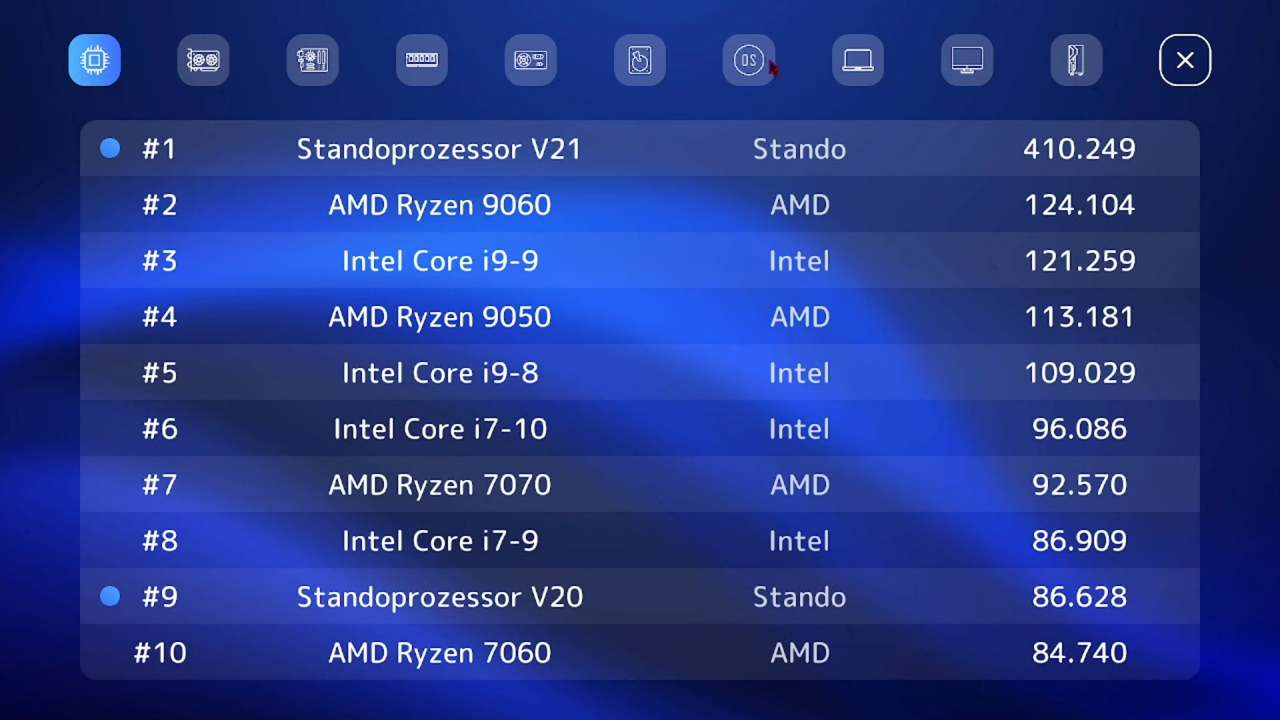 OS
#1 Standoprozessor V21 Stando 410.249
#2 AMD Ryzen 9060 AMD 124.104
#3 Intel Core i9-9 Intel 121.259
#4 AMD Ryzen 9050 AMD 113.181
#5 Intel Core i9-8 Intel 109.029
#6 Intel Core i7-10 Intel 96.086
#7 AMD Ryzen 7070 AMD 92.570
#8 Intel Core i7-9 Intel 86.909
#9 Standoprozessor V20 Stando 86.628
#10 AMD Ryzen 7060 AMD 84.740